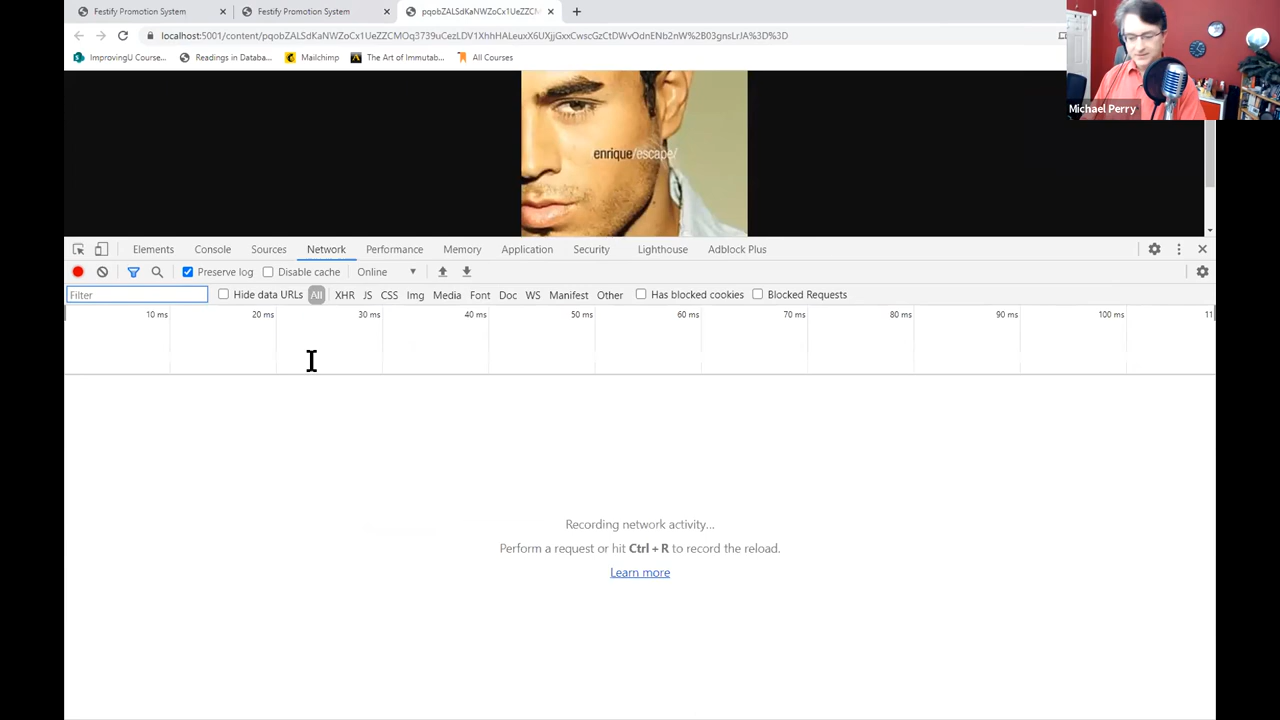 Festify Promotion System
Festify Promotion System
pqobZALSdKaNWZoCx1UeZZCM
localhost:5001/content/pqobZALSdKaNWZoCx1UeZZCMOq3739uCezLDV1XhhHALeuxX6UXjjGxxCwscGzCtDWvOdnENb2nW%2B03gnsLrJA%3D%3D
ImprovingU Course...
Readings in Databa...
Mailchimp
The Art of Immutab...
All Courses
Michael Perry
enrique/escape/
Elements Console Sources Network Performance Memory Application Security Lighthouse Adblock Plus
Preserve log Disable cache Online
Filter Hide data URLs All XHR JS CSS Img Media Font Doc WS Manifest Other Has blocked cookies Blocked Requests
10 ms 20 ms 30 ms 40 ms 50 ms 60 ms 70 ms 80 ms 90 ms 100 ms 11
Recording network activity...
Perform a request or hit Ctrl + R to record the reload.
Learn more